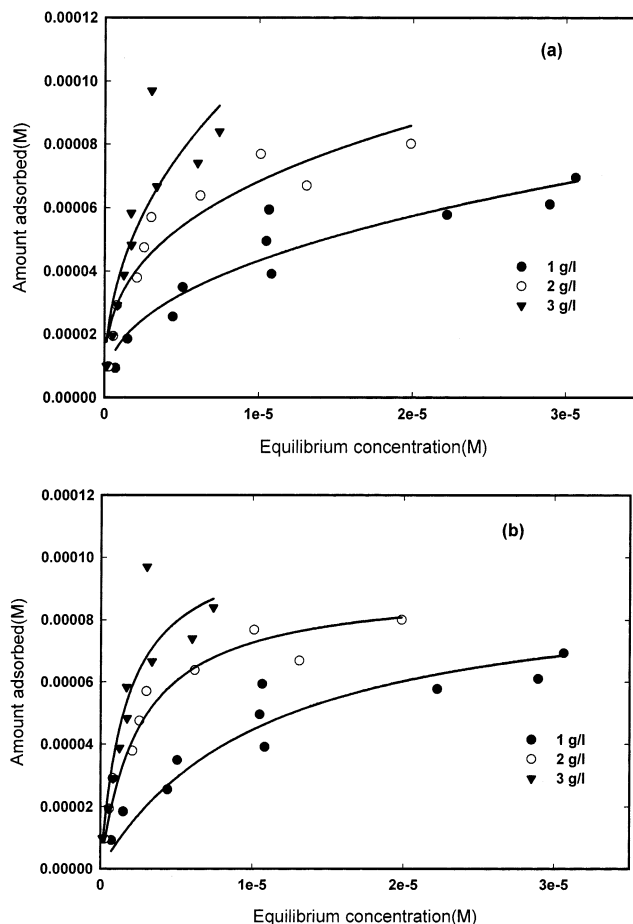 0.00012
(a)
0.00010
0.00008
0.00006
0.00004
0.00002
0.00000
Amount adsorbed(M)
1 g/l
2 g/l
3 g/l
0
1e-5
2e-5
3e-5
Equilibrium concentration(M)
0.00012
(b)
0.00010
0.00008
0.00006
0.00004
0.00002
0.00000
Amount adsorbed(M)
1 g/l
2 g/l
3 g/l
0
1e-5
2e-5
3e-5
Equilibrium concentration(M)